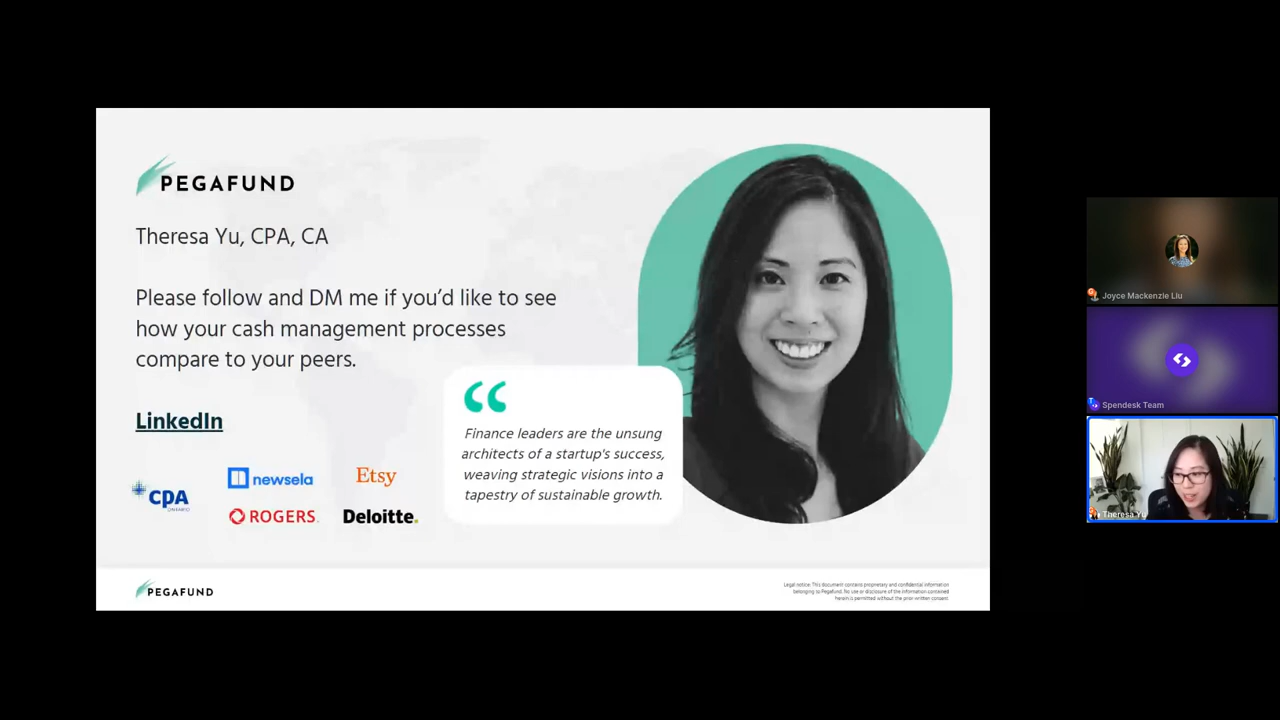 PEGAFUND
Theresa Yu, CPA, CA
Please follow and DM me if you’d like to see
how your cash management processes
compare to your peers.
LinkedIn
CPA
ONTARIO
newsela
Etsy
ROGERS
Deloitte.
Finance leaders are the unsung
architects of a startup's success,
weaving strategic visions into a
tapestry of sustainable growth.
PEGAFUND
Legal notice: This document contains proprietary and confidential information
belonging to Pegafund. No use or disclosure of the information contained
herein is permitted without the prior written consent.
Joyce Mackenzie Liu
Spendesk Team
Theresa Yu